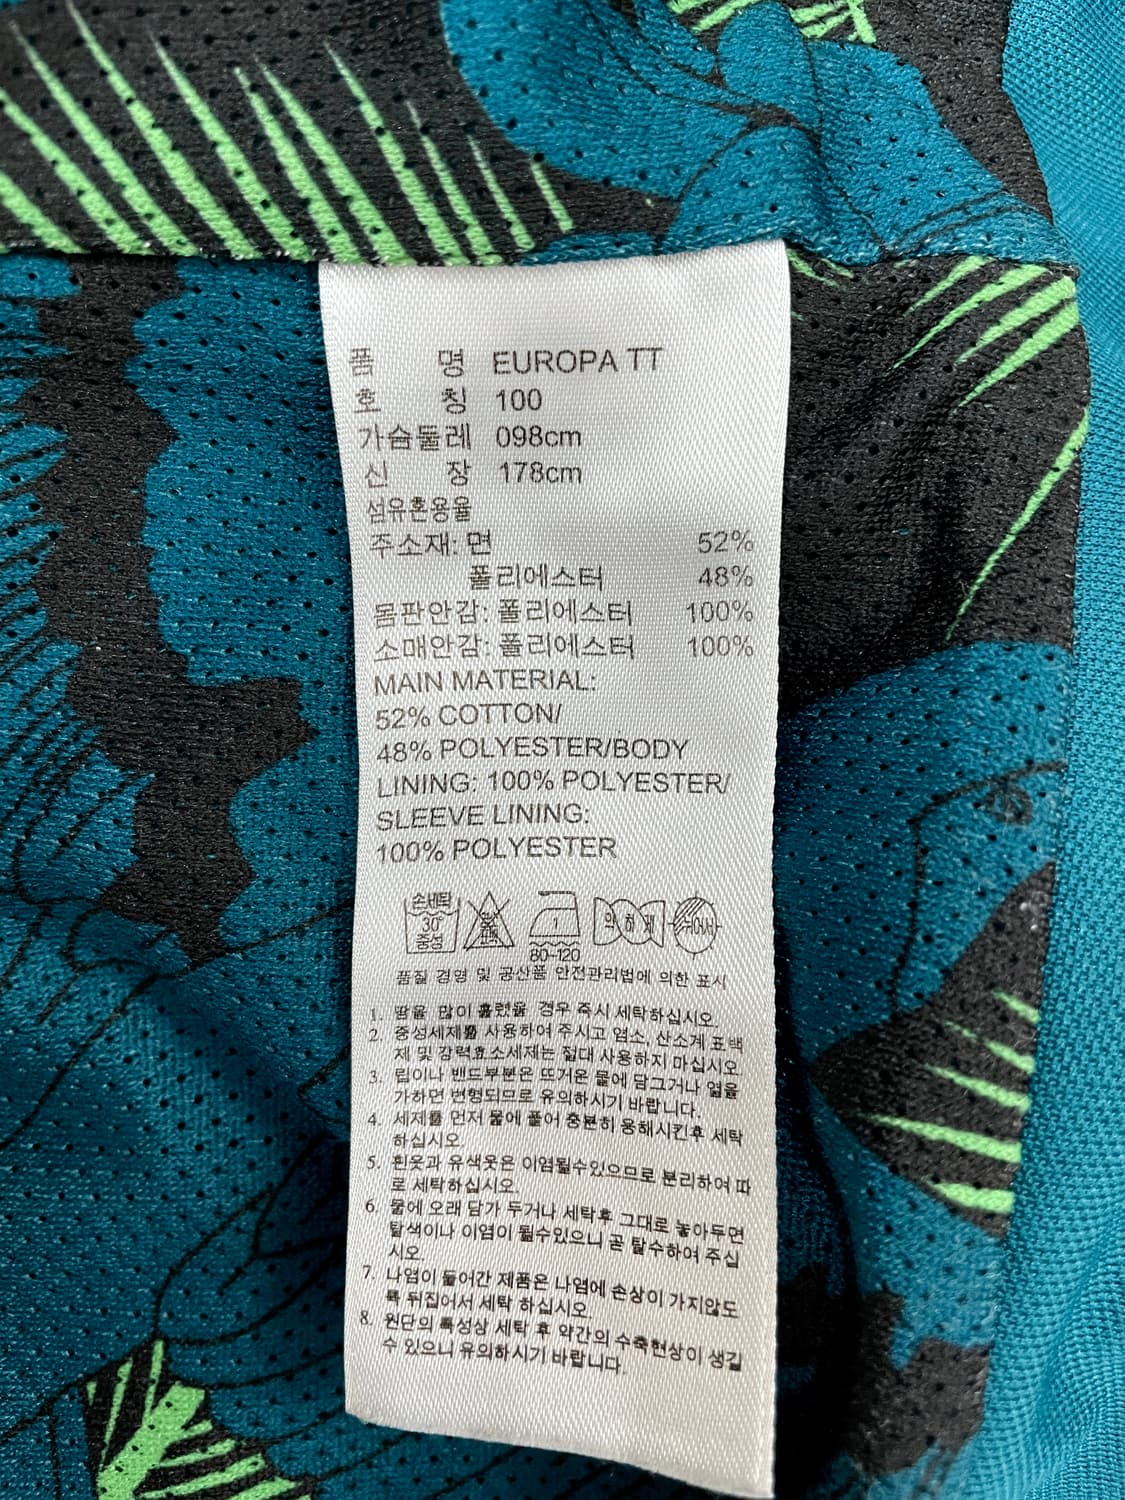 품 명 EUROPA TT
호 칭 100
가슴둘레 098cm
신 장 178cm
섬유혼용율
주소재: 면 52%
폴리에스터 48%
몸판안감: 폴리에스터 100%
소매안감: 폴리에스터 100%
MAIN MATERIAL:
52% COTTON/
48% POLYESTER/BODY
LINING: 100% POLYESTER/
SLEEVE LINING:
100% POLYESTER
손세탁 30 중성 1 80~120 약하게
품질 경영 및 공산품 안전관리법에 의한 표시
1. 땀을 많이 흘렸을 경우 즉시 세탁하십시오.
2. 중성세제를 사용하여 주시고 염소, 산소계 표백
제 및 강력효소세제는 절대 사용하지 마십시오
3. 립이나 밴드부분은 뜨거운 물에 담그거나 열을
가하면 변형되므로 유의하시기 바랍니다.
4. 세제를 먼저 물에 풀어 충분히 용해시킨후 세탁
하십시오.
5. 흰옷과 유색옷은 이염될수있으므로 분리하여 따
로 세탁하십시오.
6. 물에 오래 담가 두거나 세탁후 그대로 놓아두면
탈색이나 이염이 될수있으니 곧 탈수하여 주십
시오.
7. 나염이 들어간 제품은 나염에 손상이 가지않도
록 뒤집어서 세탁 하십시오.
8. 원단의 특성상 세탁 후 약간의 수축현상이 생길
수 있으니 유의하시기 바랍니다.